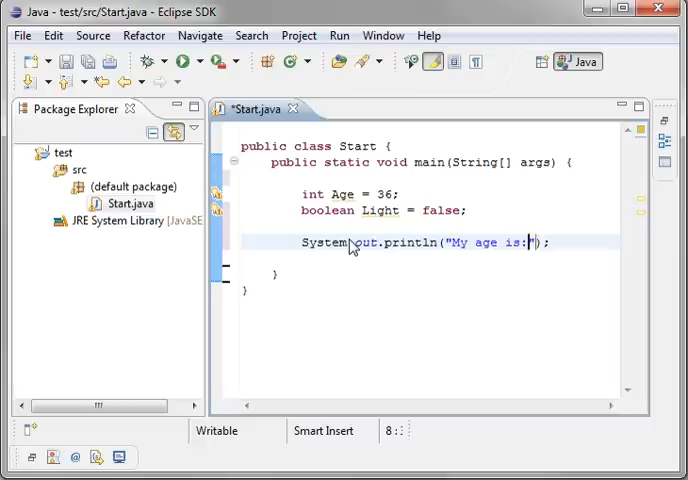 Java - test/src/Start.java - Eclipse SDK
File Edit Source Refactor Navigate Search Project Run Window Help
Java
Package Explorer
*Start.java
test
src
(default package)
Start.java
JRE System Library [JavaSE
public class Start {
public static void main(String[] args) {
int Age = 36;
boolean Light = false;
System.out.println("My age is:");
}
}
Writable
Smart Insert
8 :